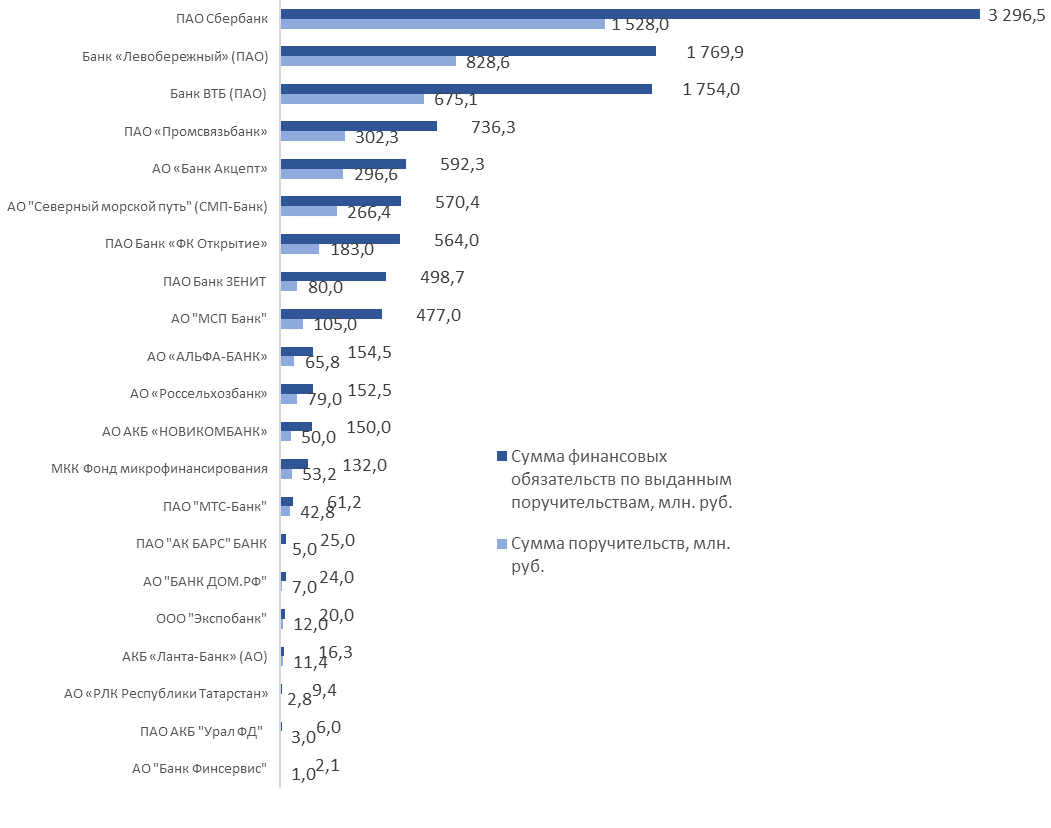 ПАО Сбербанк
3 296,5
1 528,0
Банк «Левобережный» (ПАО)
1 769,9
828,6
Банк ВТБ (ПАО)
1 754,0
675,1
ПАО «Промсвязьбанк»
736,3
302,3
АО «Банк Акцепт»
592,3
296,6
АО "Северный морской путь" (СМП-Банк)
570,4
266,4
ПАО Банк «ФК Открытие»
564,0
183,0
ПАО Банк ЗЕНИТ
498,7
80,0
АО "МСП Банк"
477,0
105,0
АО «АЛЬФА-БАНК»
154,5
65,8
АО «Россельхозбанк»
152,5
79,0
АО АКБ «НОВИКОМБАНК»
150,0
50,0
МКК Фонд микрофинансирования
132,0
53,2
ПАО "МТС-Банк"
61,2
42,8
ПАО "АК БАРС" БАНК
25,0
5,0
АО "БАНК ДОМ.РФ"
24,0
7,0
ООО "Экспобанк"
20,0
12,0
АКБ «Ланта-Банк» (АО)
16,3
11,4
АО «РЛК Республики Татарстан»
9,4
2,8
ПАО АКБ "Урал ФД"
6,0
3,0
АО "Банк Финсервис"
2,1
1,0
Сумма финансовых
обязательств по выданным
поручительствам, млн. руб.
Сумма поручительств, млн.
руб.